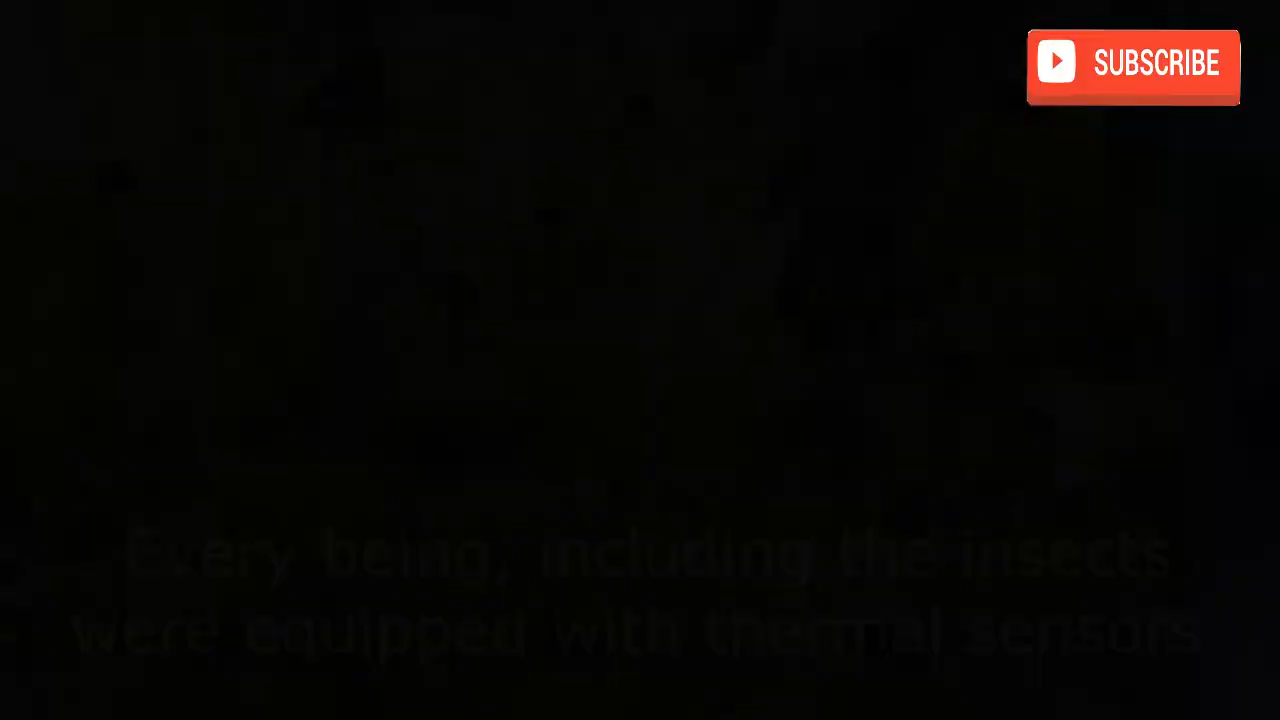 SUBSCRIBE
Every being, including the insects
were equipped with thermal sensors